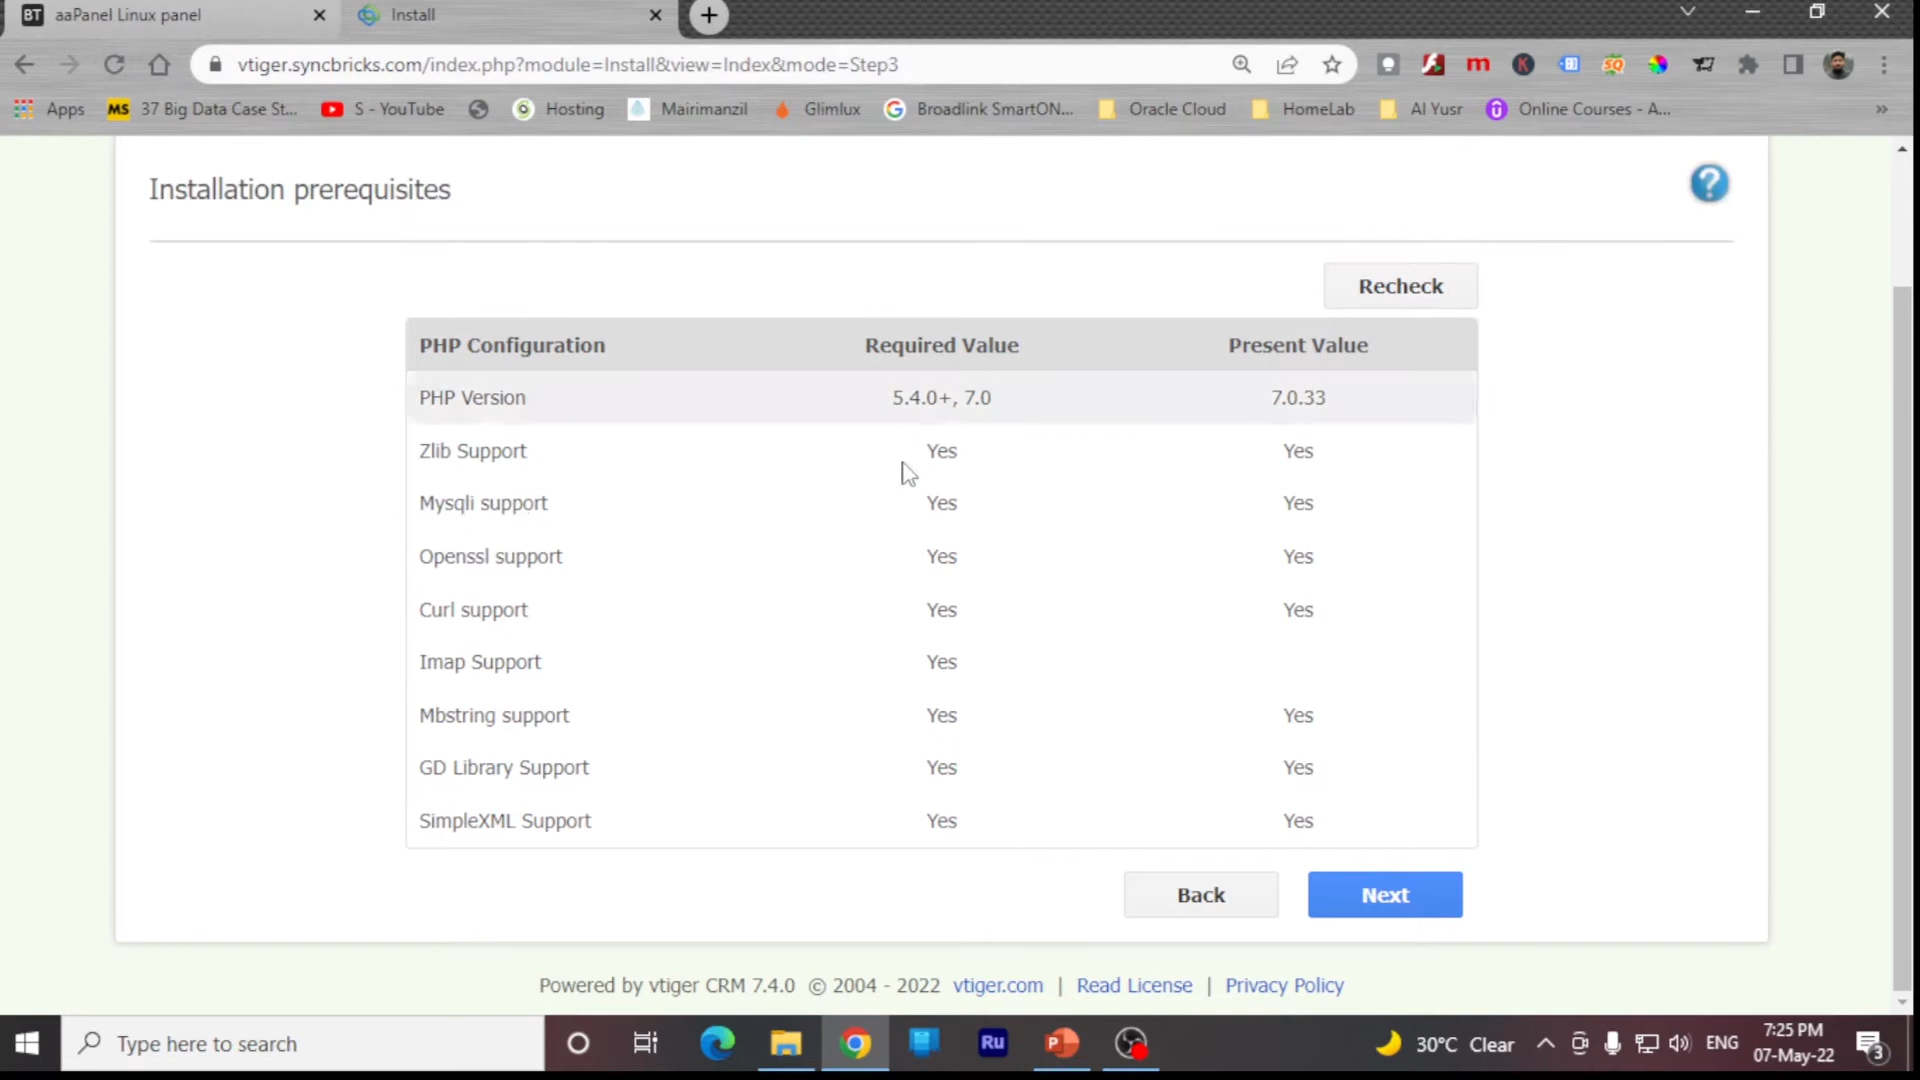 BT aaPanel Linux panel Install
vtiger.syncbricks.com/index.php?module=Install&view=Index&mode=Step3 m K SQ
Apps MS 37 Big Data Case St... S - YouTube Hosting Mairimanzil Glimlux Broadlink SmartON... Oracle Cloud HomeLab Al Yusr Online Courses - A... »
Installation prerequisites ?
Recheck
PHP Configuration Required Value Present Value
PHP Version 5.4.0+, 7.0 7.0.33
Zlib Support Yes Yes
Mysqli support Yes Yes
Openssl support Yes Yes
Curl support Yes Yes
Imap Support Yes
Mbstring support Yes Yes
GD Library Support Yes Yes
SimpleXML Support Yes Yes
Back Next
Powered by vtiger CRM 7.4.0 © 2004 - 2022 vtiger.com | Read License | Privacy Policy
Type here to search Ru P 30°C Clear ENG 7:25 PM
07-May-22 3